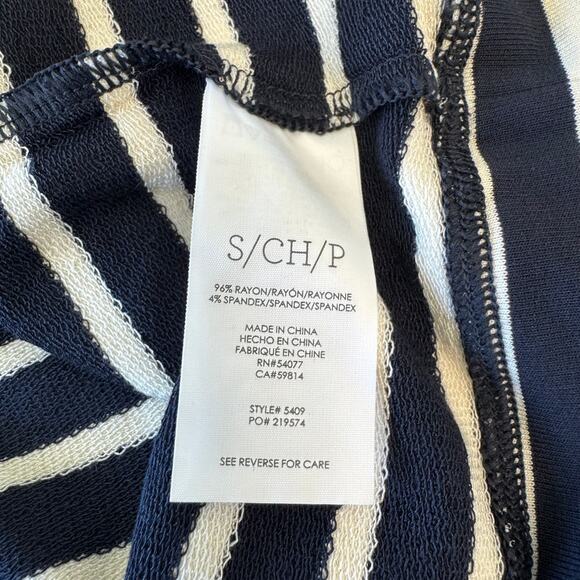 S/CH/P
96% RAYON/RAYÓN/RAYONNE
4% SPANDEX/SPANDEX/SPANDEX
MADE IN CHINA
HECHO EN CHINA
FABRIQUÉ EN CHINE
RN#54077
CA#59814
STYLE# 5409
PO# 219574
SEE REVERSE FOR CARE